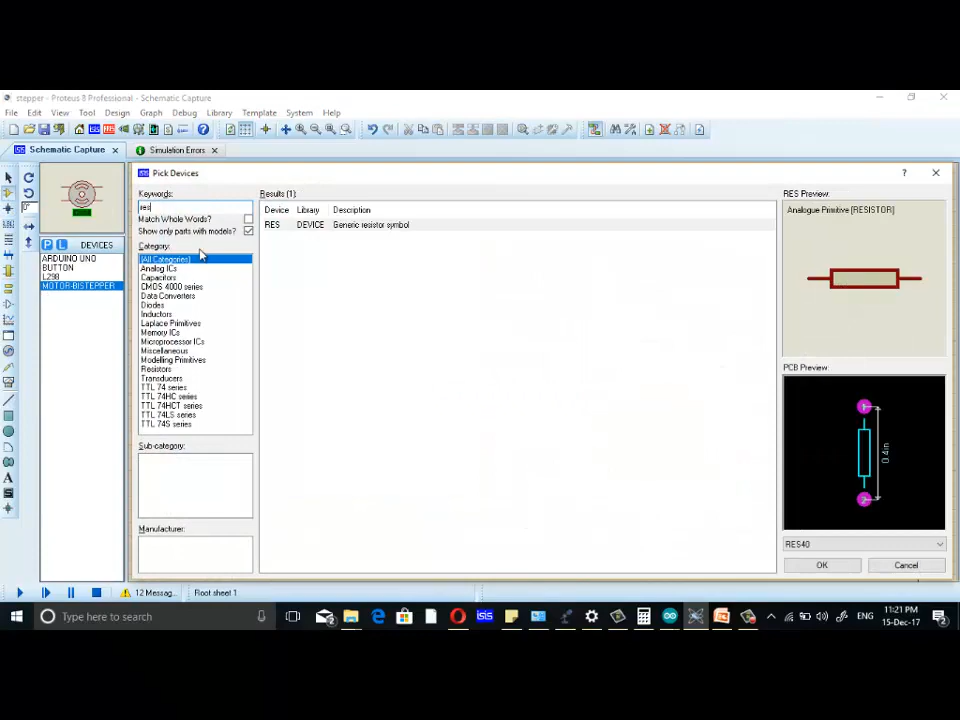 stepper - Proteus 8 Professional - Schematic Capture
File Edit View Tool Design Graph Debug Library Template System Help
Schematic Capture
Simulation Errors
Pick Devices
Keywords:
res
Match Whole Words?
Show only parts with models?
Category:
(All Categories)
Analog ICs
Capacitors
CMOS 4000 series
Data Converters
Diodes
Inductors
Laplace Primitives
Memory ICs
Microprocessor ICs
Miscellaneous
Modelling Primitives
Resistors
Transducers
TTL 74 series
TTL 74HC series
TTL 74HCT series
TTL 74LS series
TTL 74S series
Sub-category:
Manufacturer:
Results (1):
Device Library Description
RES DEVICE Generic resistor symbol
RES Preview:
Analogue Primitive [RESISTOR]
PCB Preview:
1
0.4in
2
RES40
OK Cancel
P L DEVICES
ARDUINO UNO
BUTTON
L298
MOTOR-BISTEPPER
12 Messag...
Root sheet 1
Type here to search
ENG
11:21 PM
15-Dec-17